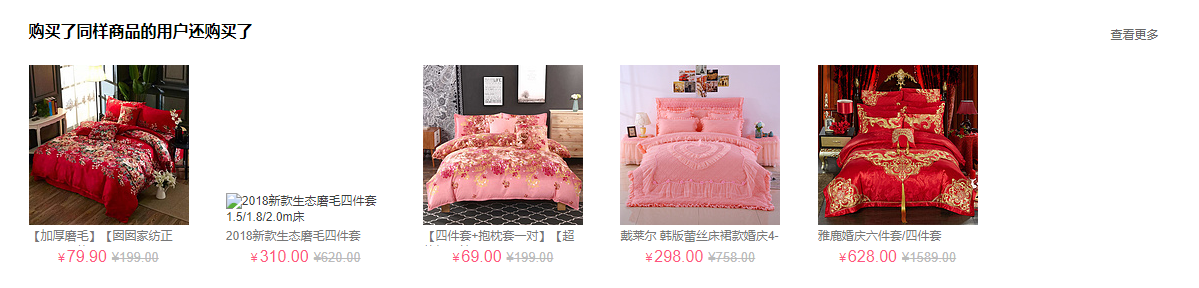 购买了同样商品的用户还购买了
查看更多
2018新款生态磨毛四件套
1.5/1.8/2.0m床
【加厚磨毛】【囡囡家纺正
2018新款生态磨毛四件套
【四件套+抱枕套一对】【超
戴莱尔 韩版蕾丝床裙款婚庆4-
雅鹿婚庆六件套/四件套
¥79.90 ¥199.00
¥310.00 ¥620.00
¥69.00 ¥199.00
¥298.00 ¥758.00
¥628.00 ¥1589.00